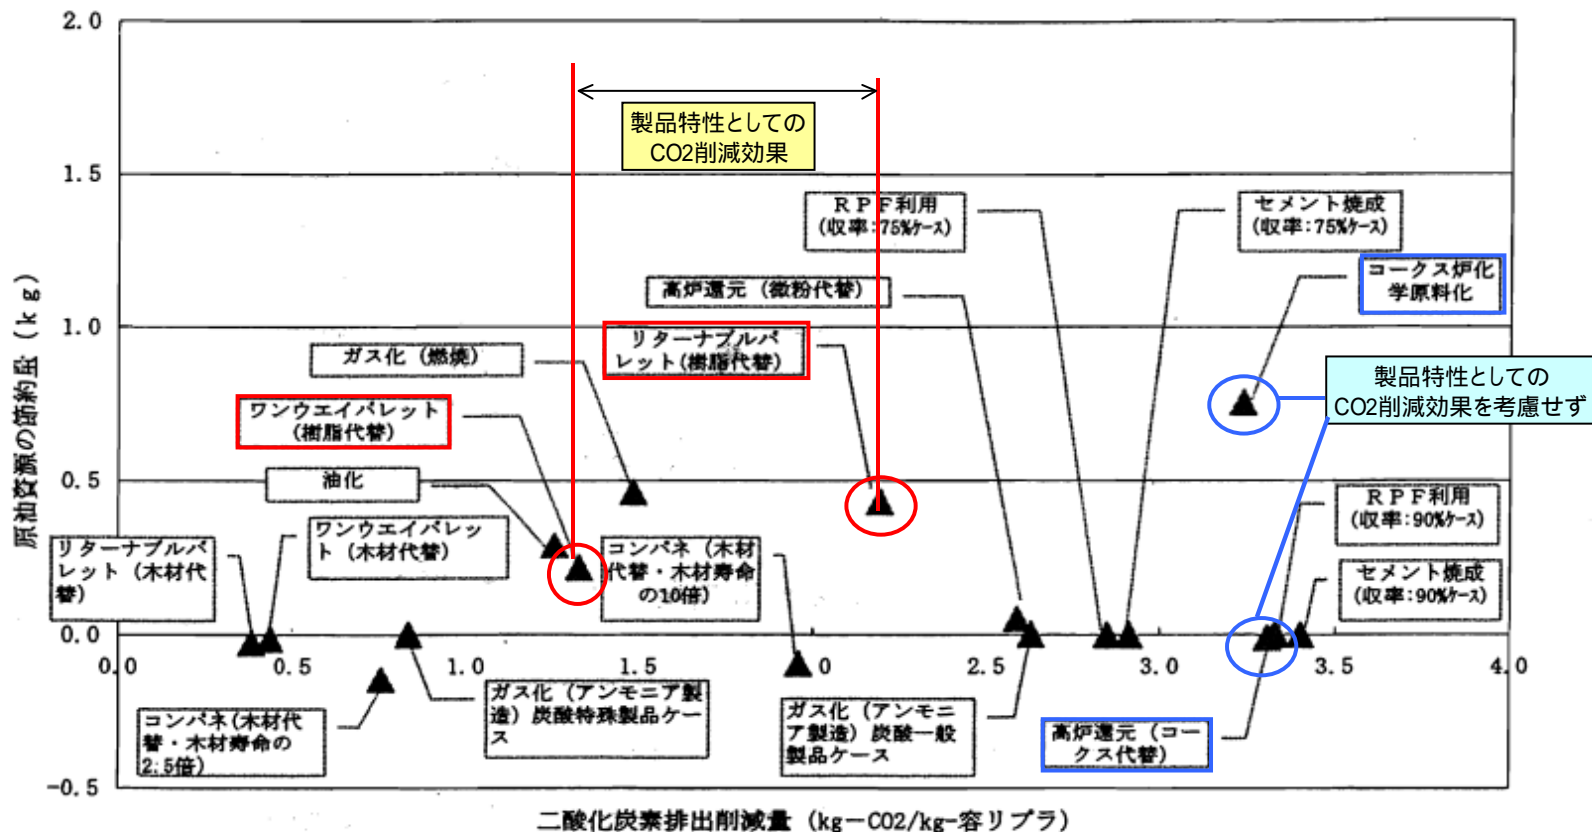 2.0
製品特性としての
CO2削減効果
1.5
RPF利用
(収率:75%ケース)
セメント焼成
(収率:75%ケース)
コークス炉化
学原料化
高炉還元（微粉代替）
原油資源の節約量（kg）
1.0
リターナブルパ
レット(樹脂代替)
ガス化（燃焼）
製品特性としての
CO2削減効果を考慮せず
ワンウエイパレット
(樹脂代替)
油化
0.5
RPF利用
(収率:90%ケース)
リターナブルパ
レット（木材代
替）
ワンウエイパレッ
ト（木材代替）
コンパネ（木材
代替・木材寿命
の10倍）
セメント焼成
(収率:90%ケース)
0.0
0.0
0.5
1.0
1.5
2.5
3.0
3.5
4.0
コンパネ(木材代
替・木材寿命の
2.5倍)
ガス化（アンモニア製
造）炭酸特殊製品ケー
ス
ガス化（アンモニ
ア製造）炭酸一般
製品ケース
高炉還元（コー
クス代替）
-0.5
二酸化炭素排出削減量（kg-CO2/kg-容リプラ）